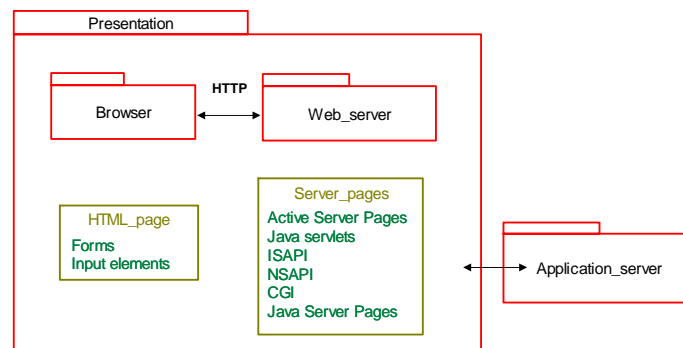 Presentation
HTTP
Browser
Web_server
HTML_page
Forms
Input elements
Server_pages
Active Server Pages
Java servlets
ISAPI
NSAPI
CGI
Java Server Pages
Application_server